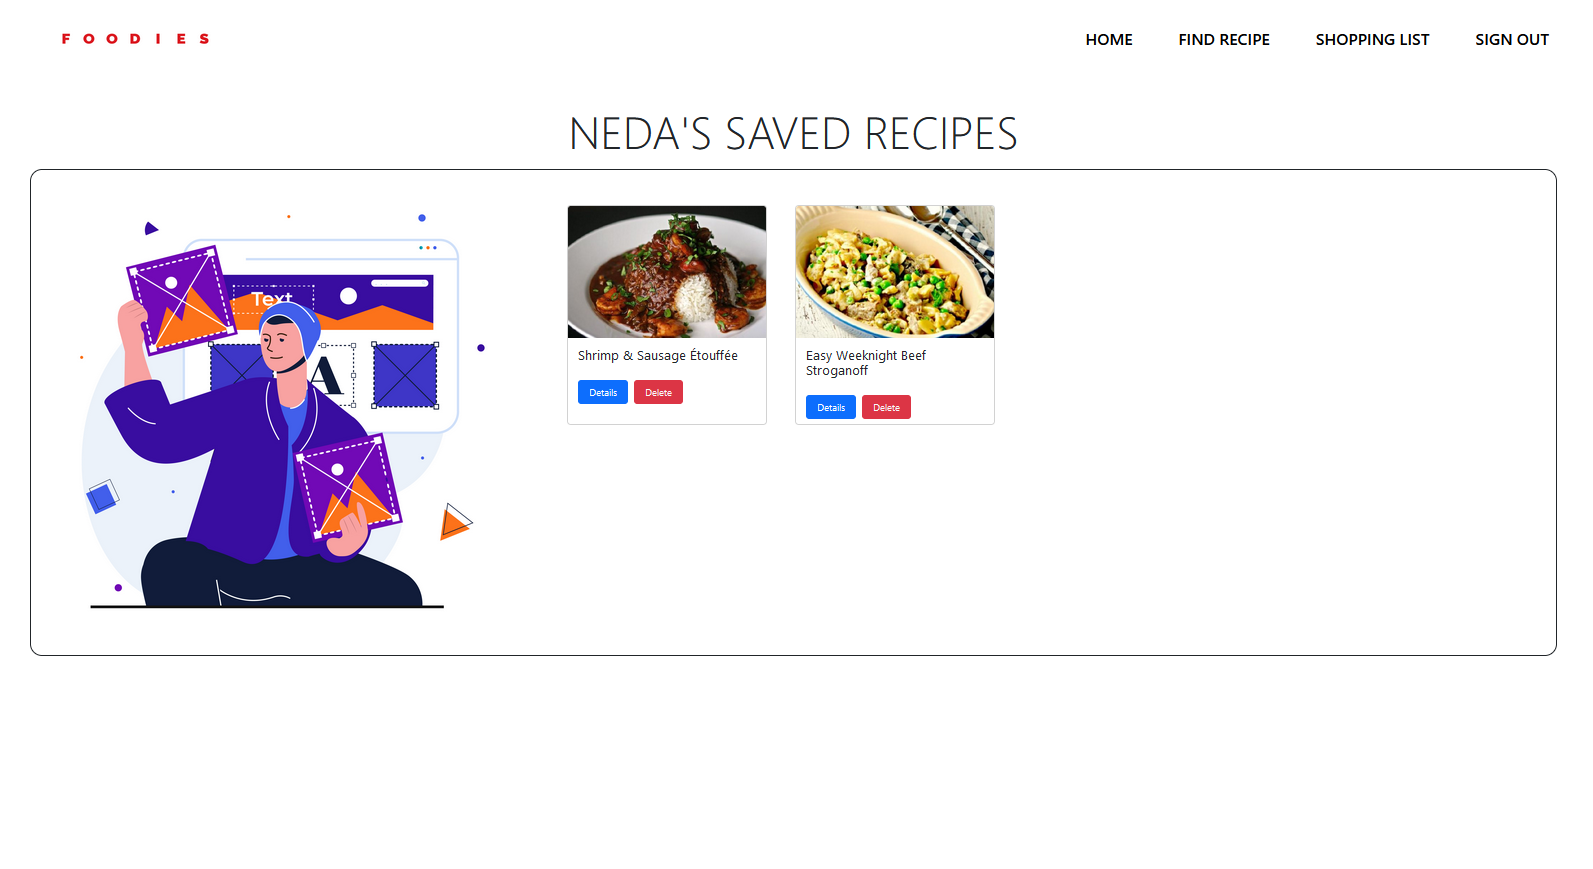 FOODIES
HOME FIND RECIPE SHOPPING LIST SIGN OUT
NEDA'S SAVED RECIPES
Text
A
Shrimp & Sausage Étouffée
Details Delete
Easy Weeknight Beef
Stroganoff
Details Delete